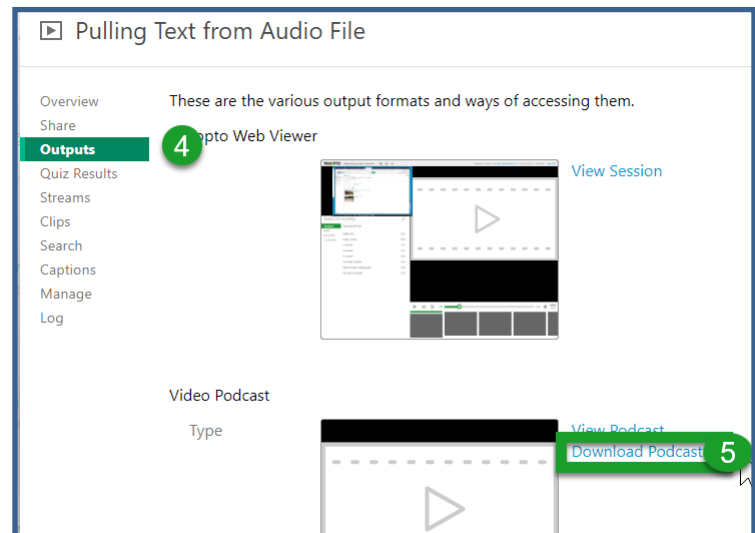 Pulling Text from Audio File
Overview
Share
Outputs
Quiz Results
Streams
Clips
Search
Captions
Manage
Log
These are the various output formats and ways of accessing them.
4
opto Web Viewer
View Session
Video Podcast
Type
View Podcast
Download Podcast
5